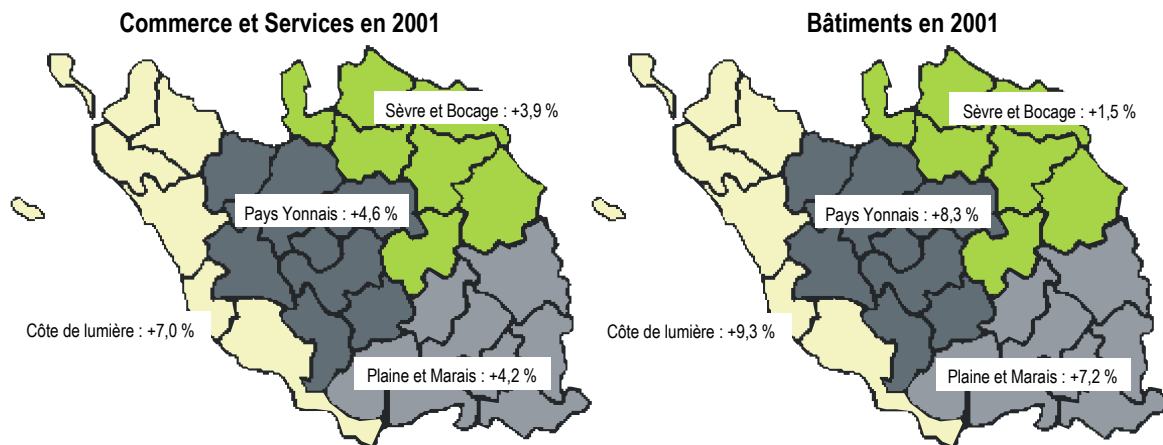 Commerce et Services en 2001
Sèvre et Bocage : +3,9 %
Pays Yonnais : +4,6 %
Côte de lumière : +7,0 %
Plaine et Marais : +4,2 %
Bâtiments en 2001
Sèvre et Bocage : +1,5 %
Pays Yonnais : +8,3 %
Côte de lumière : +9,3 %
Plaine et Marais : +7,2 %